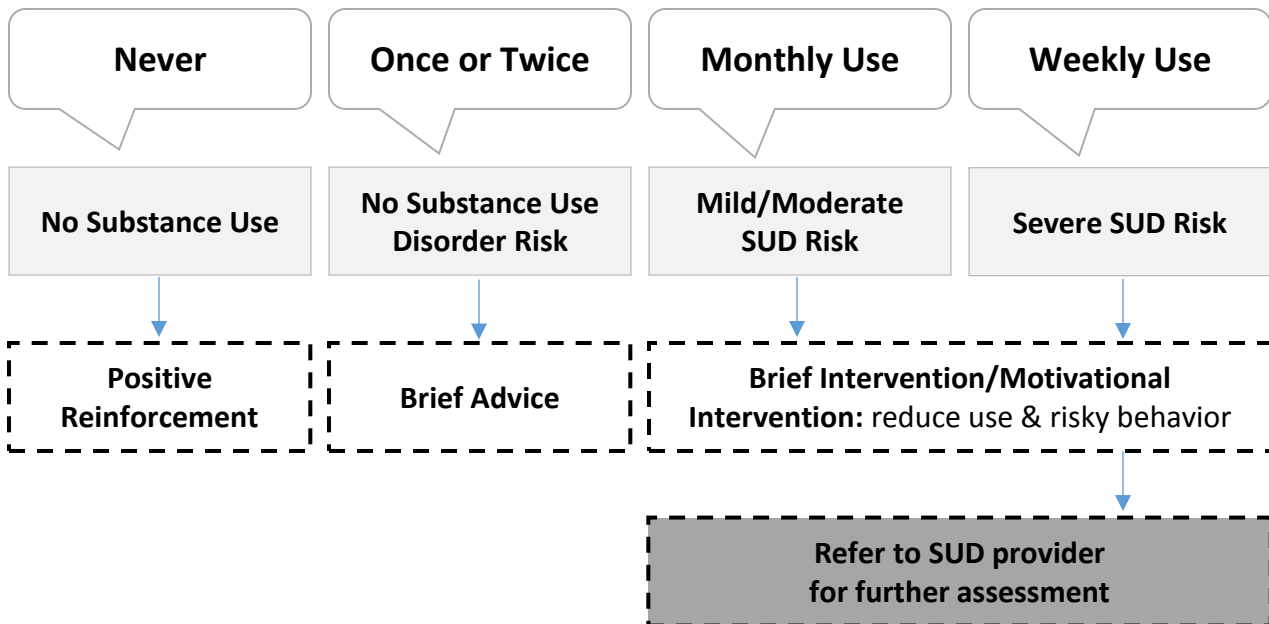 Never
Once or Twice
Monthly Use
Weekly Use
No Substance Use
No Substance Use
Disorder Risk
Mild/Moderate
SUD Risk
Severe SUD Risk
Positive
Reinforcement
Brief Advice
Brief Intervention/Motivational
Intervention: reduce use & risky behavior
Refer to SUD provider
for further assessment